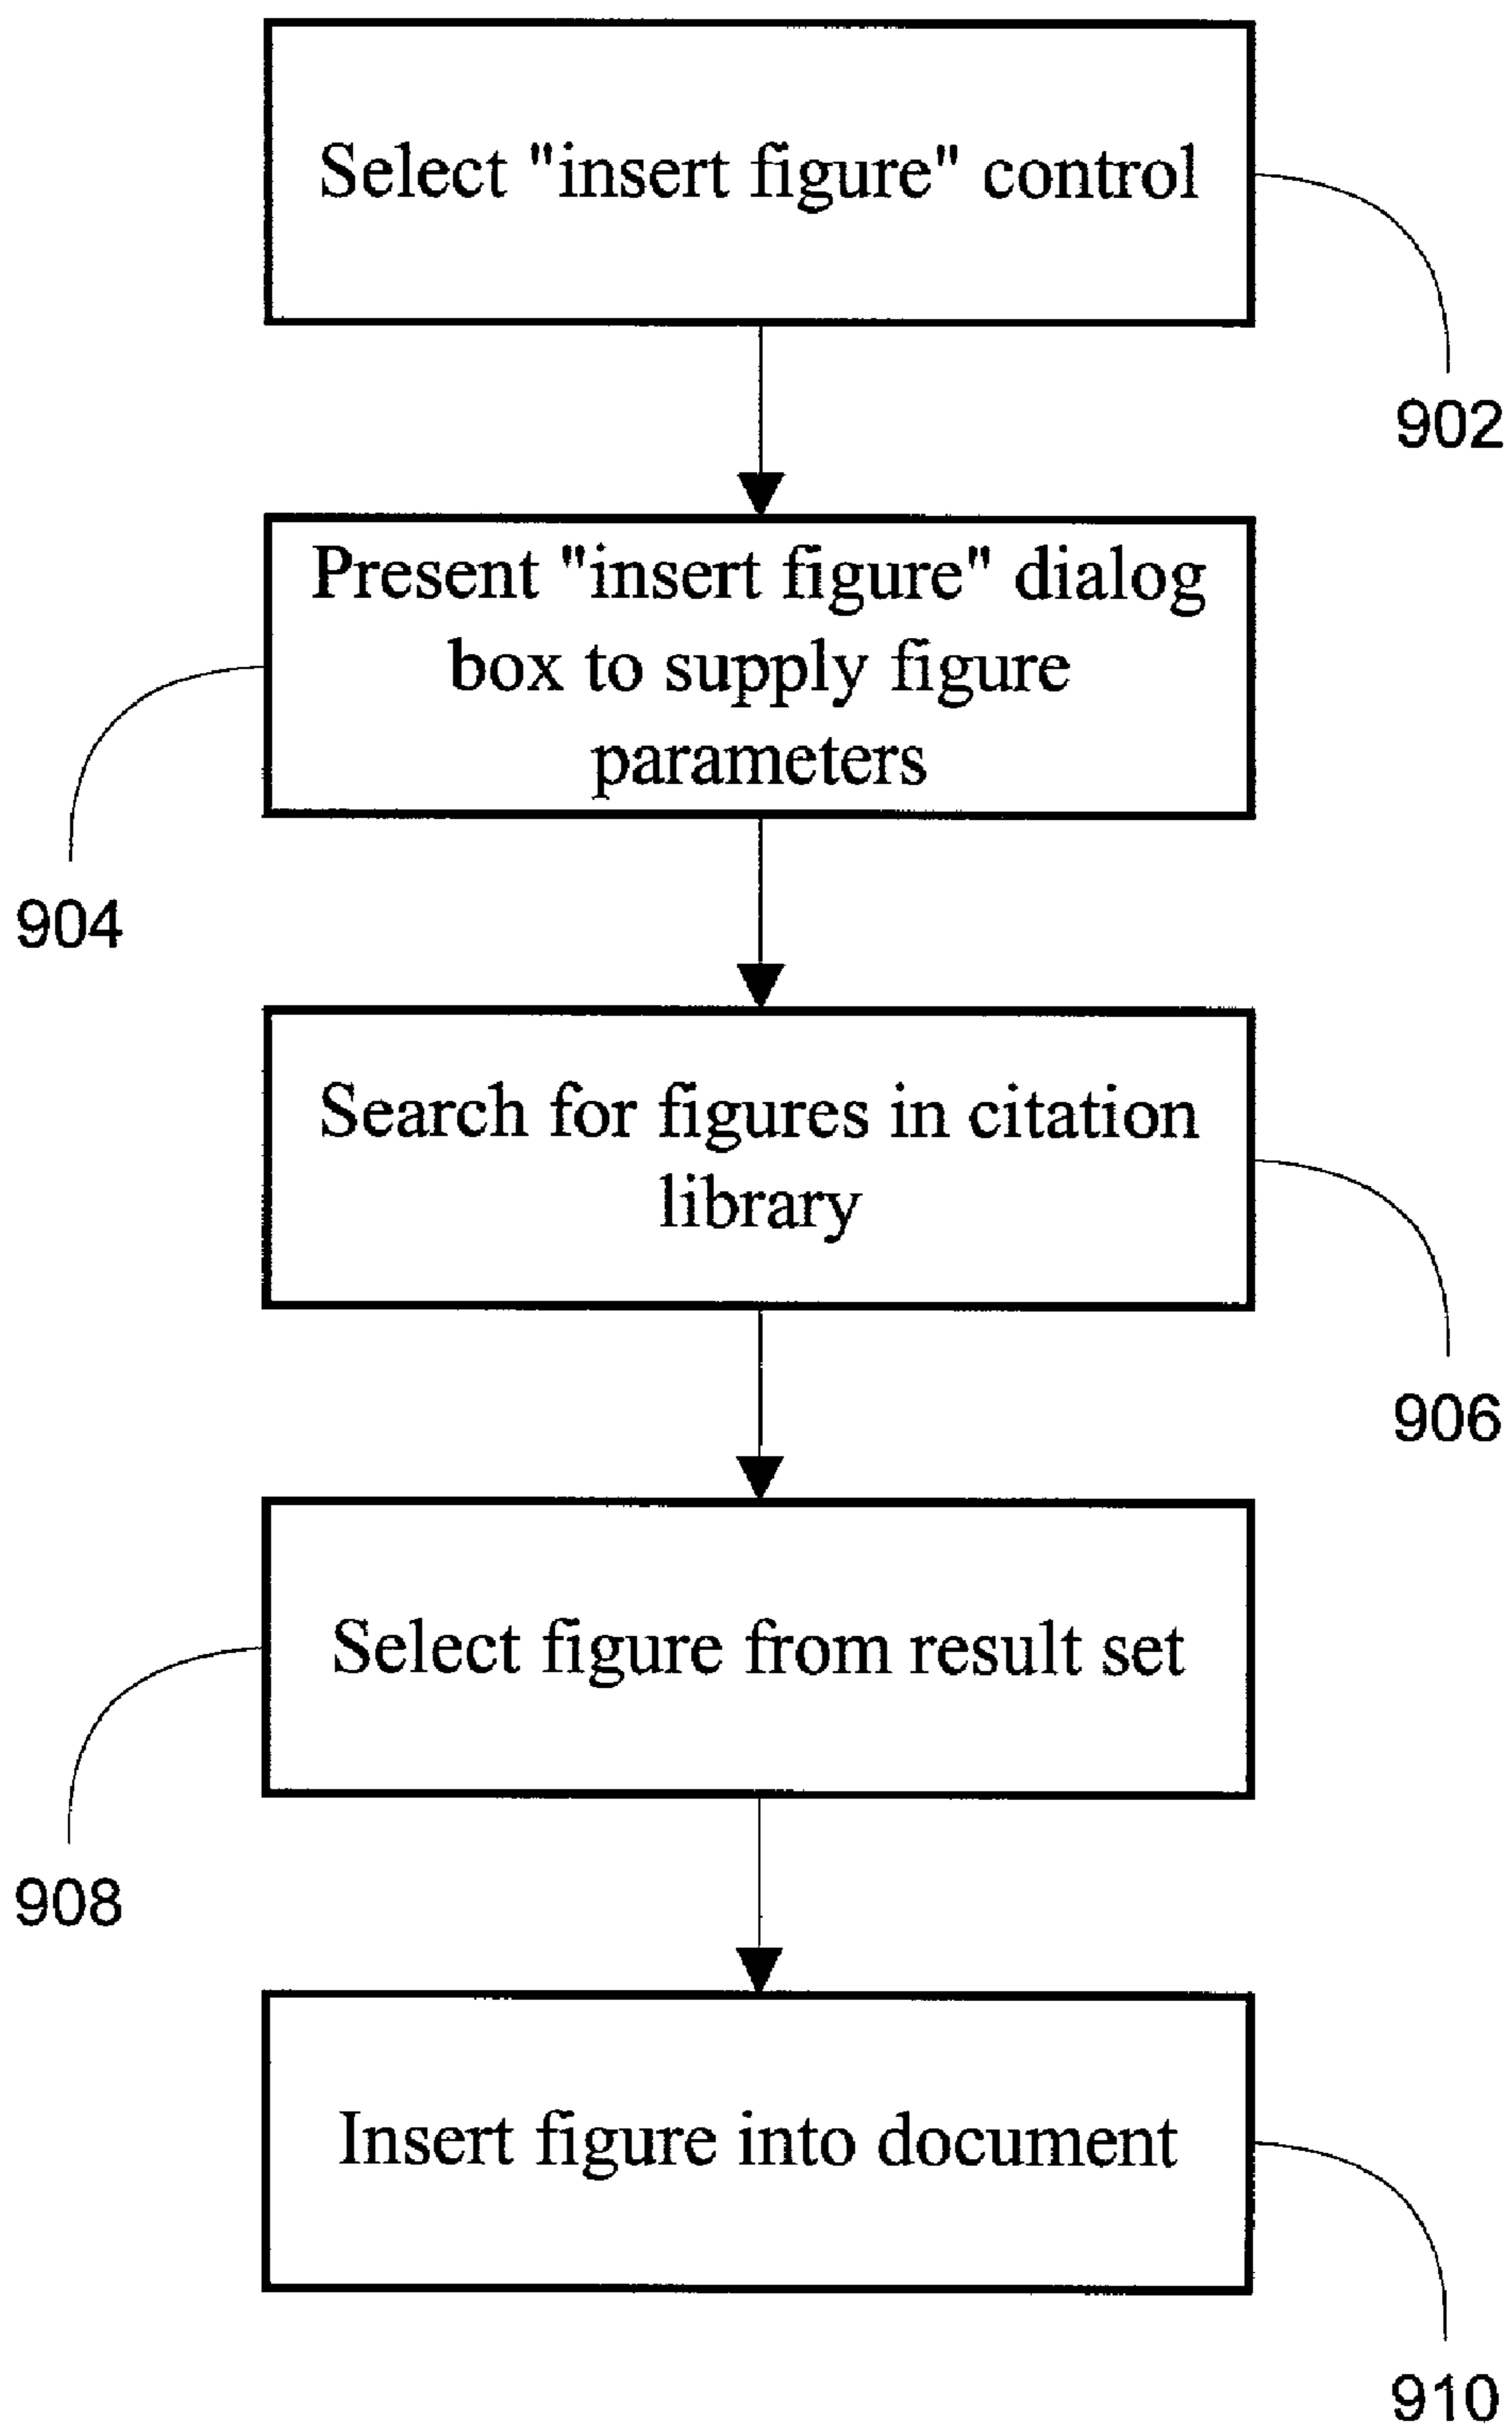 Select "insert figure" control
902
Present "insert figure" dialog
box to supply figure
parameters
904
Search for figures in citation
library
906
Select figure from result set
908
Insert figure into document
910